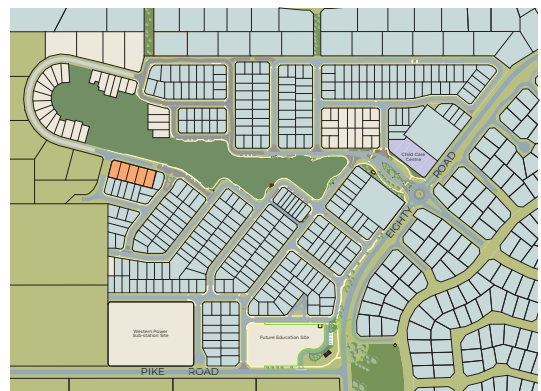 Child Care
Centre
EIGHTY ROAD
Western Power
Sub-station Site
Future Education Site
PIKE ROAD